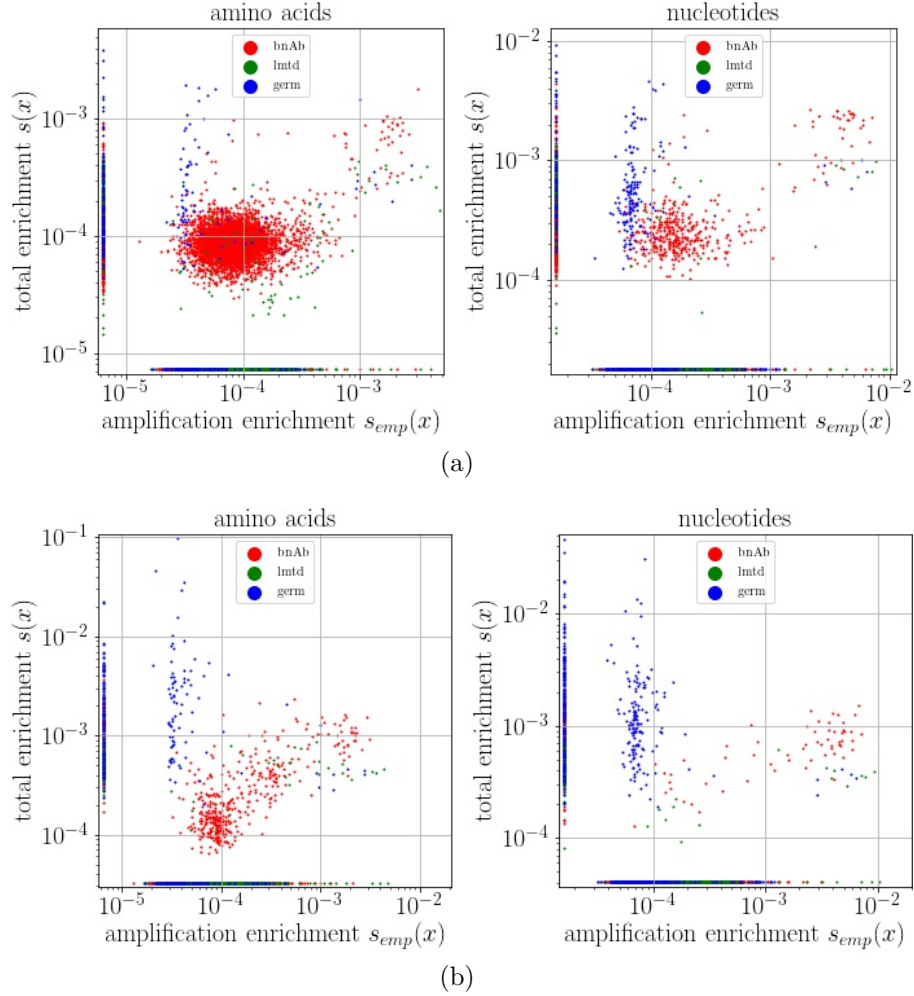 amino acids
total enrichment s(x)
10⁻³
10⁻⁴
10⁻⁵
bnAb
lmtd
germ
10⁻⁵ 10⁻⁴ 10⁻³
amplification enrichment s_emp(x)
nucleotides
total enrichment s(x)
10⁻²
10⁻³
10⁻⁴
bnAb
lmtd
germ
10⁻⁴ 10⁻³ 10⁻²
amplification enrichment s_emp(x)
(a)
amino acids
total enrichment s(x)
10⁻¹
10⁻²
10⁻³
10⁻⁴
bnAb
lmtd
germ
10⁻⁵ 10⁻⁴ 10⁻³ 10⁻²
amplification enrichment s_emp(x)
nucleotides
total enrichment s(x)
10⁻²
10⁻³
10⁻⁴
bnAb
lmtd
germ
10⁻⁴ 10⁻³ 10⁻²
amplification enrichment s_emp(x)
(b)